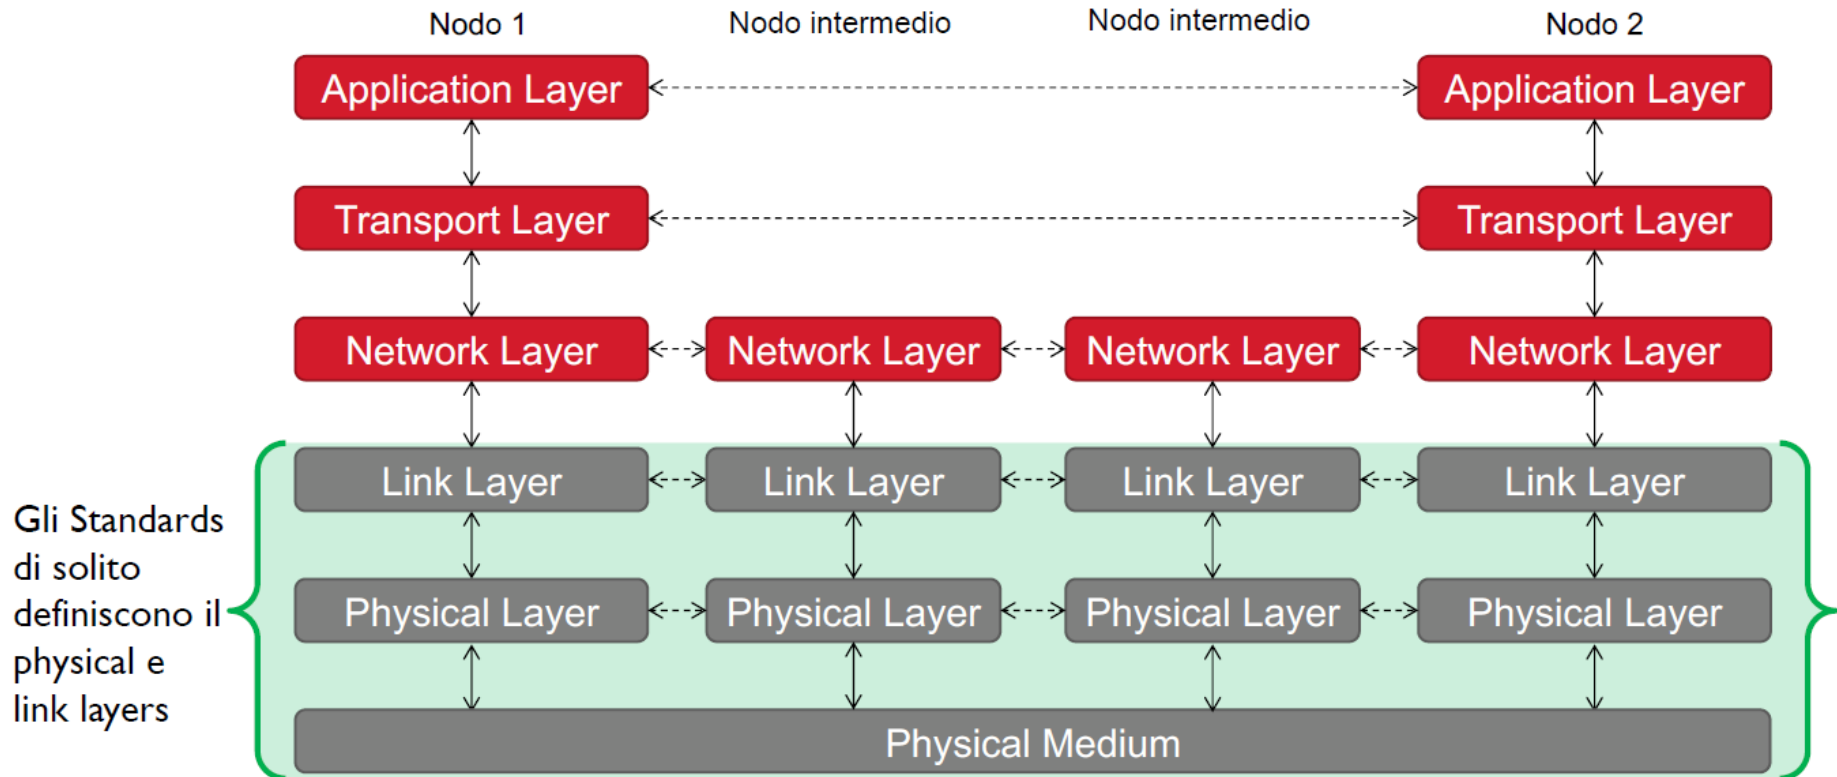 Nodo 1 Nodo intermedio Nodo intermedio Nodo 2
Application Layer Application Layer
Transport Layer Transport Layer
Network Layer Network Layer Network Layer Network Layer
Link Layer Link Layer Link Layer Link Layer
Gli Standards
di solito
definiscono il
physical e
link layers
Physical Layer Physical Layer Physical Layer Physical Layer
Physical Medium